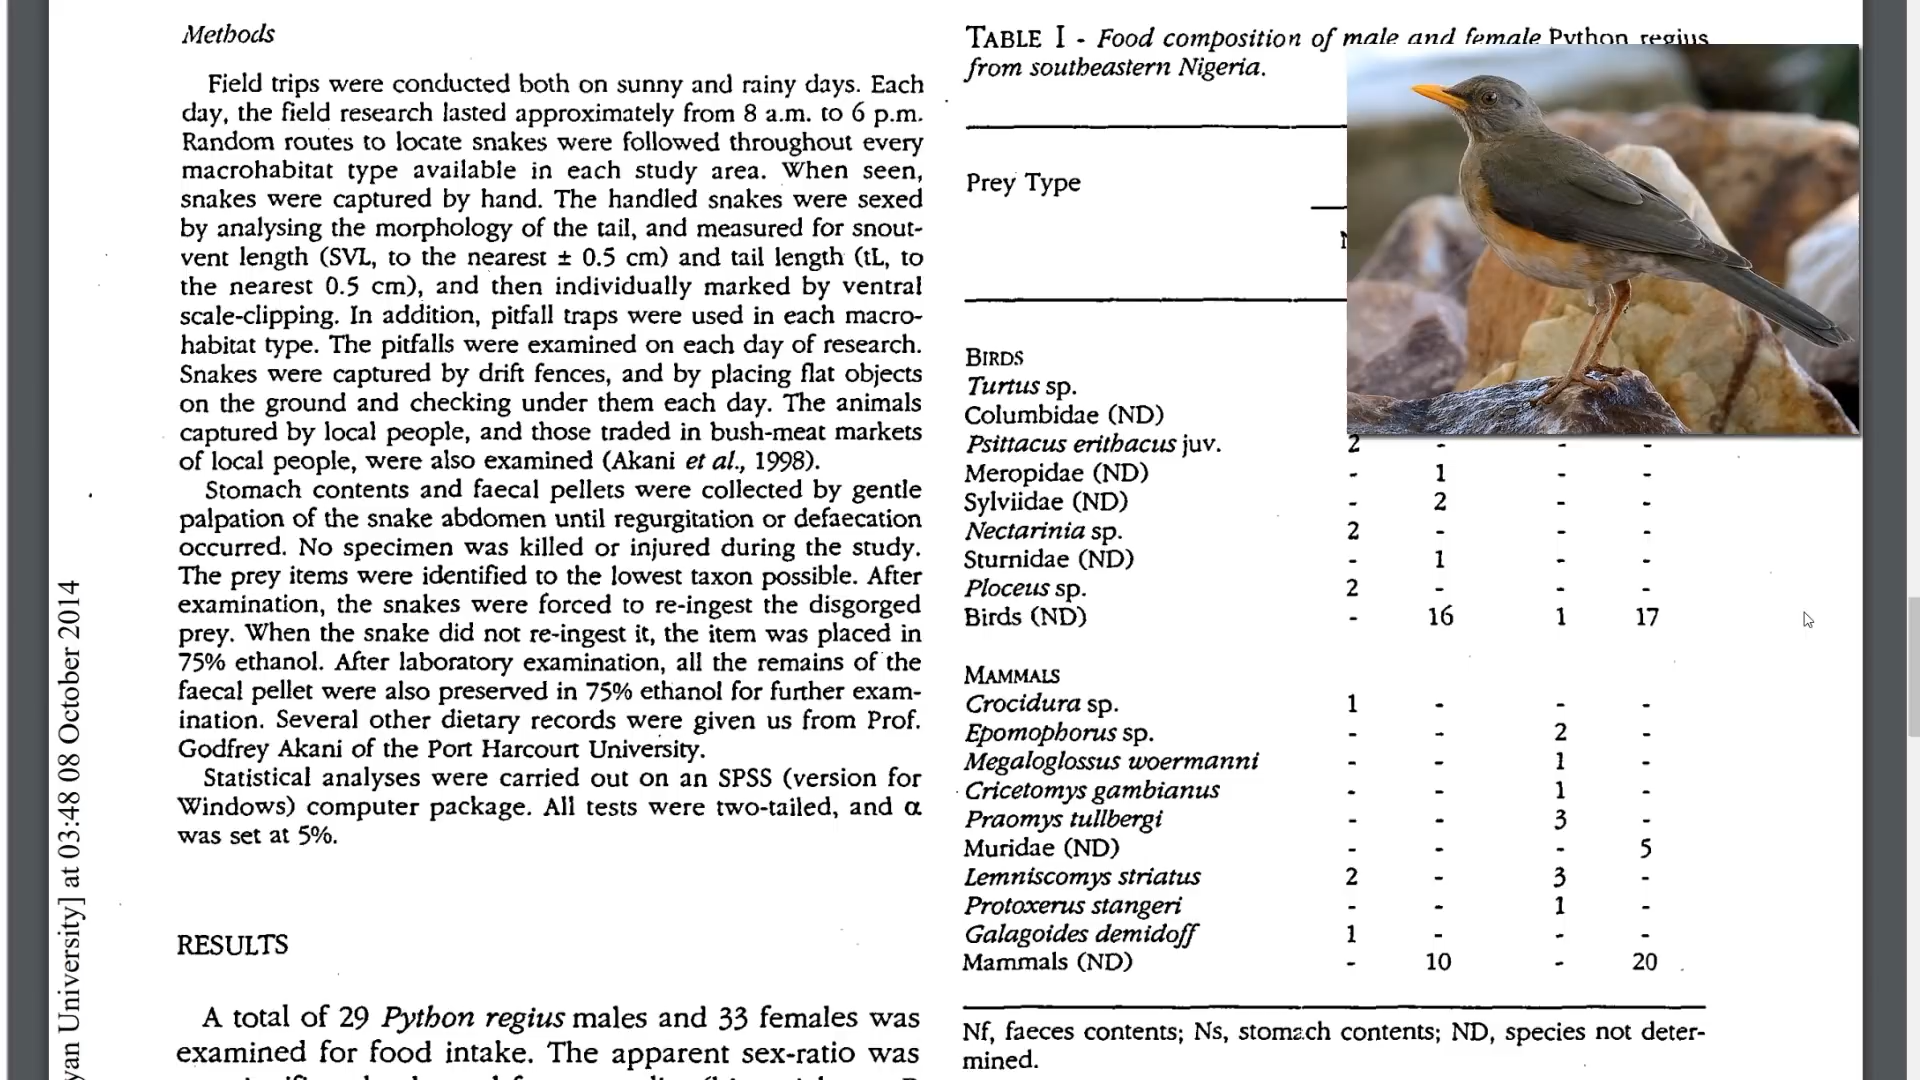 Methods
Field trips were conducted both on sunny and rainy days. Each
day, the field research lasted approximately from 8 a.m. to 6 p.m.
Random routes to locate snakes were followed throughout every
macrohabitat type available in each study area. When seen,
snakes were captured by hand. The handled snakes were sexed
by analysing the morphology of the tail, and measured for snout-
vent length (SVL, to the nearest ± 0.5 cm) and tail length (tL, to
the nearest 0.5 cm), and then individually marked by ventral
scale-clipping. In addition, pitfall traps were used in each macro-
habitat type. The pitfalls were examined on each day of research.
Snakes were captured by drift fences, and by placing flat objects
on the ground and checking under them each day. The animals
captured by local people, and those traded in bush-meat markets
of local people, were also examined (Akani et al., 1998).
Stomach contents and faecal pellets were collected by gentle
palpation of the snake abdomen until regurgitation or defaecation
occurred. No specimen was killed or injured during the study.
The prey items were identified to the lowest taxon possible. After
examination, the snakes were forced to re-ingest the disgorged
prey. When the snake did not re-ingest it, the item was placed in
75% ethanol. After laboratory examination, all the remains of the
faecal pellet were also preserved in 75% ethanol for further exam-
ination. Several other dietary records were given us from Prof.
Godfrey Akani of the Port Harcourt University.
Statistical analyses were carried out on an SPSS (version for
Windows) computer package. All tests were two-tailed, and α
was set at 5%.
RESULTS
A total of 29 Python regius males and 33 females was
examined for food intake. The apparent sex-ratio was
TABLE I - Food composition of male and female Python regius
from southeastern Nigeria.
Prey Type
BIRDS
Turtus sp.
Columbidae (ND)
Psittacus erithacus juv. 2 - - -
Meropidae (ND) - 1 - -
Sylviidae (ND) - 2 - -
Nectarinia sp. 2 - - -
Sturnidae (ND) - 1 - -
Ploceus sp. 2 - - -
Birds (ND) - 16 1 17
MAMMALS
Crocidura sp. 1 - - -
Epomophorus sp. - - 2 -
Megaloglossus woermanni - - 1 -
Cricetomys gambianus - - 1 -
Praomys tullbergi - - 3 -
Muridae (ND) - - - 5
Lemniscomys striatus 2 - 3 -
Protoxerus stangeri - - 1 -
Galagoides demidoff 1 - - -
Mammals (ND) - 10 - 20
Nf, faeces contents; Ns, stomach contents; ND, species not deter-
mined.
yan University] at 03:48 08 October 2014